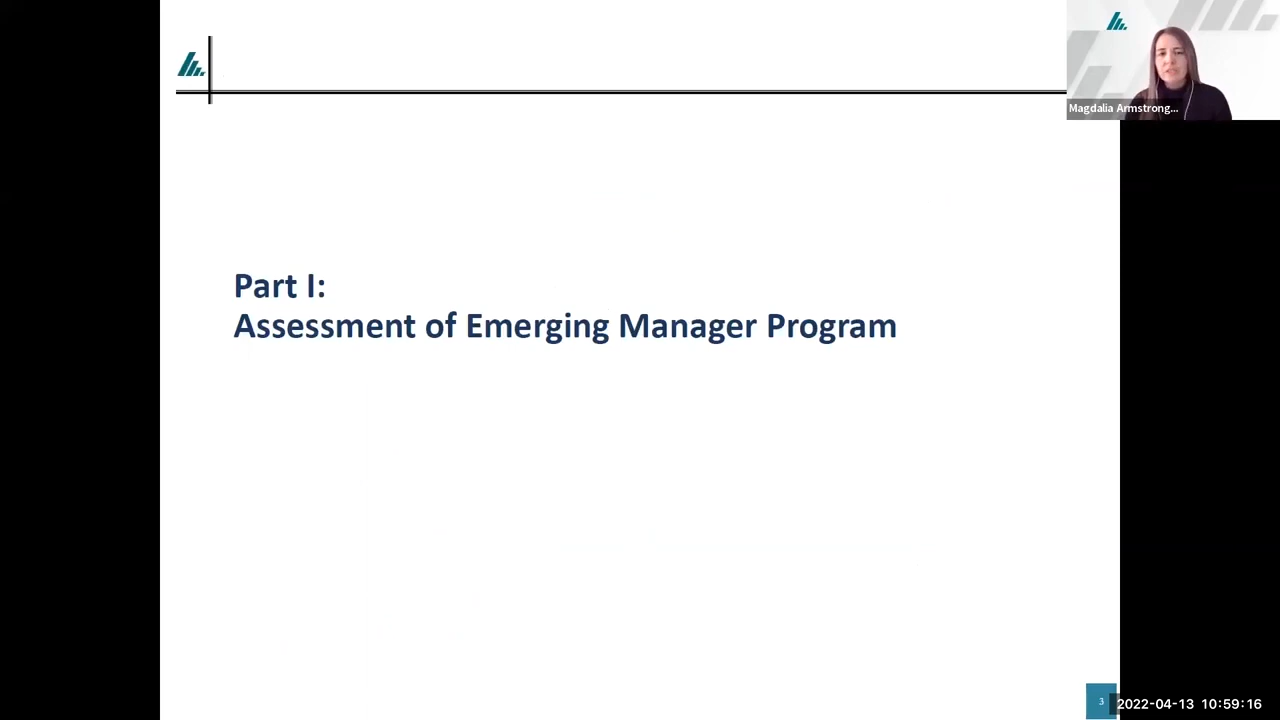 Magdalia Armstrong...
Part I:
Assessment of Emerging Manager Program
3
2022-04-13 10:59:16